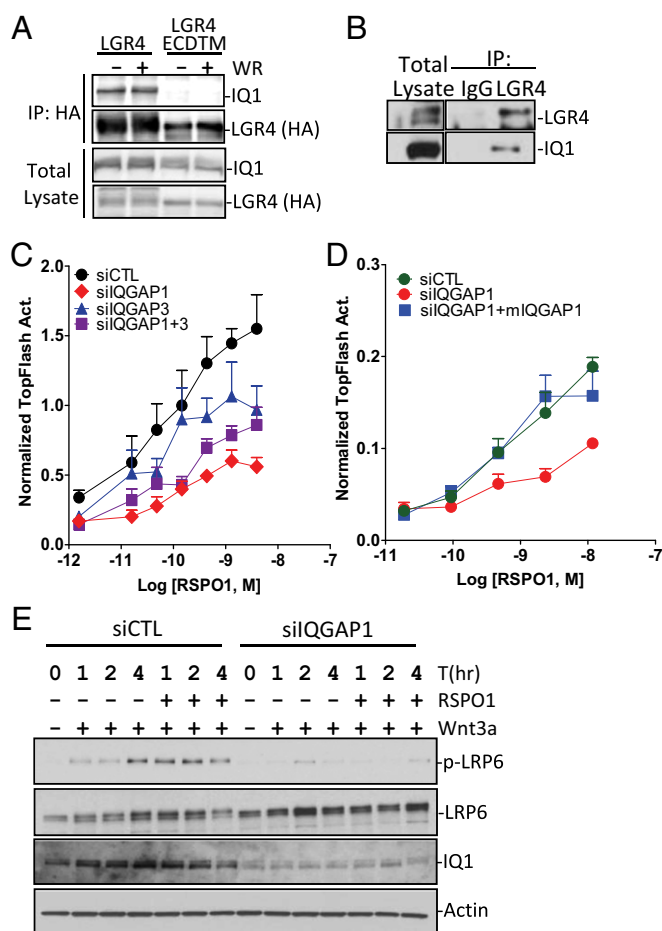 A
LGR4
LGR4
ECDTM
– + – + WR
IP: HA
-IQ1
-LGR4 (HA)
Total
Lysate
-IQ1
-LGR4 (HA)
B
Total
Lysate
IP:
IgG LGR4
-LGR4
-IQ1
C
siCTL
siIQGAP1
siIQGAP3
siIQGAP1+3
Normalized TopFlash Act.
2.0
1.5
1.0
0.5
0.0
-12 -11 -10 -9 -8 -7
Log [RSPO1, M]
D
siCTL
siIQGAP1
siIQGAP1+mIQGAP1
Normalized TopFlash Act.
0.3
0.2
0.1
0.0
-11 -10 -9 -8 -7
Log [RSPO1, M]
E
siCTL siIQGAP1
0 1 2 4 1 2 4 0 1 2 4 1 2 4 T(hr)
– – – – + + + – – – – + + + RSPO1
– + + + + + + – + + + + + + Wnt3a
-p-LRP6
-LRP6
-IQ1
-Actin